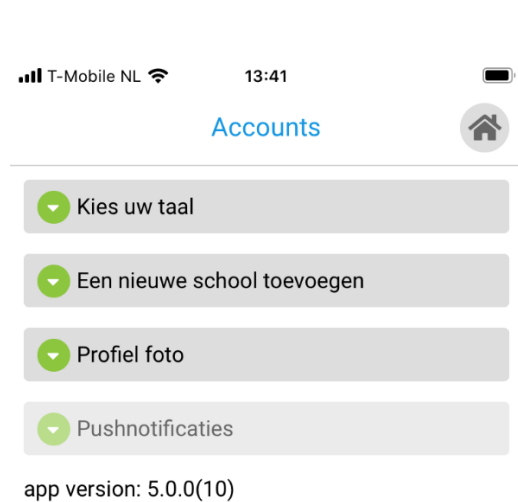 T-Mobile NL 13:41
Accounts
Kies uw taal
Een nieuwe school toevoegen
Profiel foto
Pushnotificaties
app version: 5.0.0(10)